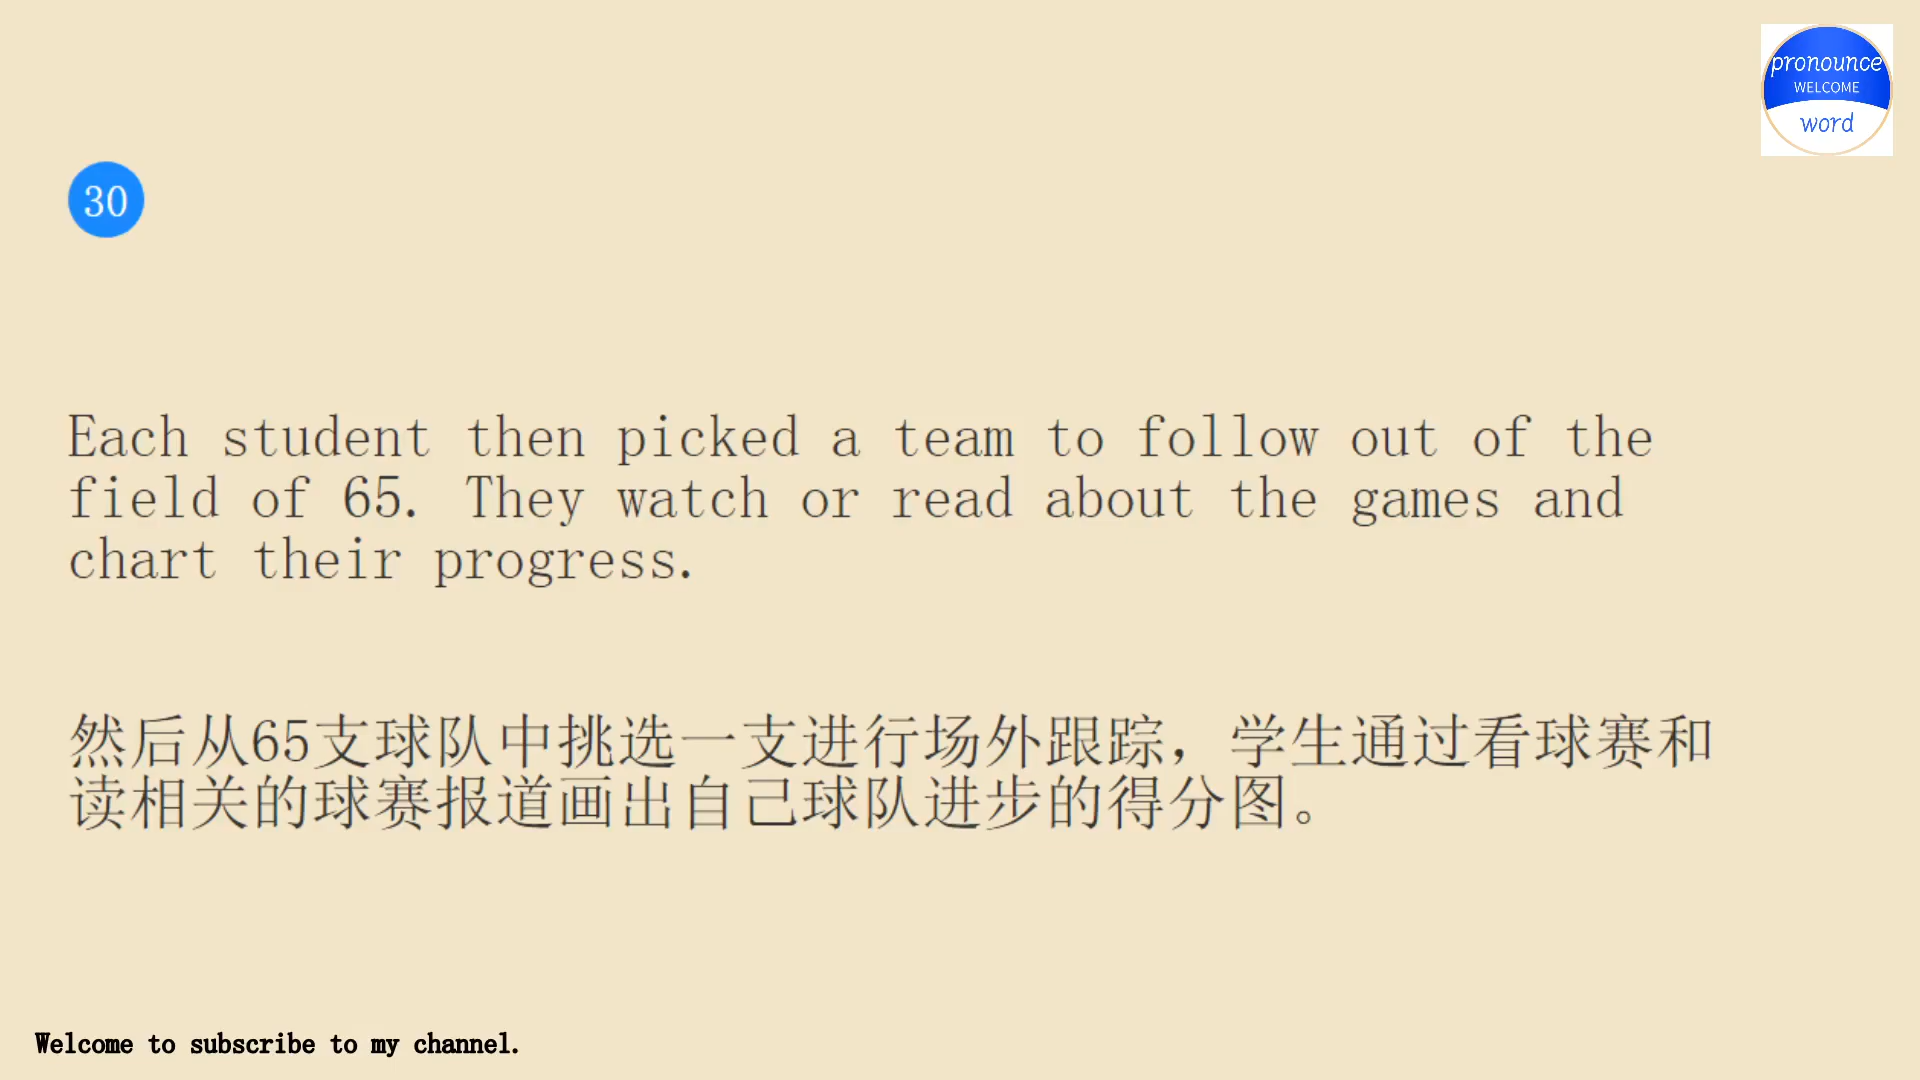 pronounce
WELCOME
word
30
Each student then picked a team to follow out of the
field of 65. They watch or read about the games and
chart their progress.
然后从65支球队中挑选一支进行场外跟踪，学生通过看球赛和
读相关的球赛报道画出自己球队进步的得分图。
Welcome to subscribe to my channel.